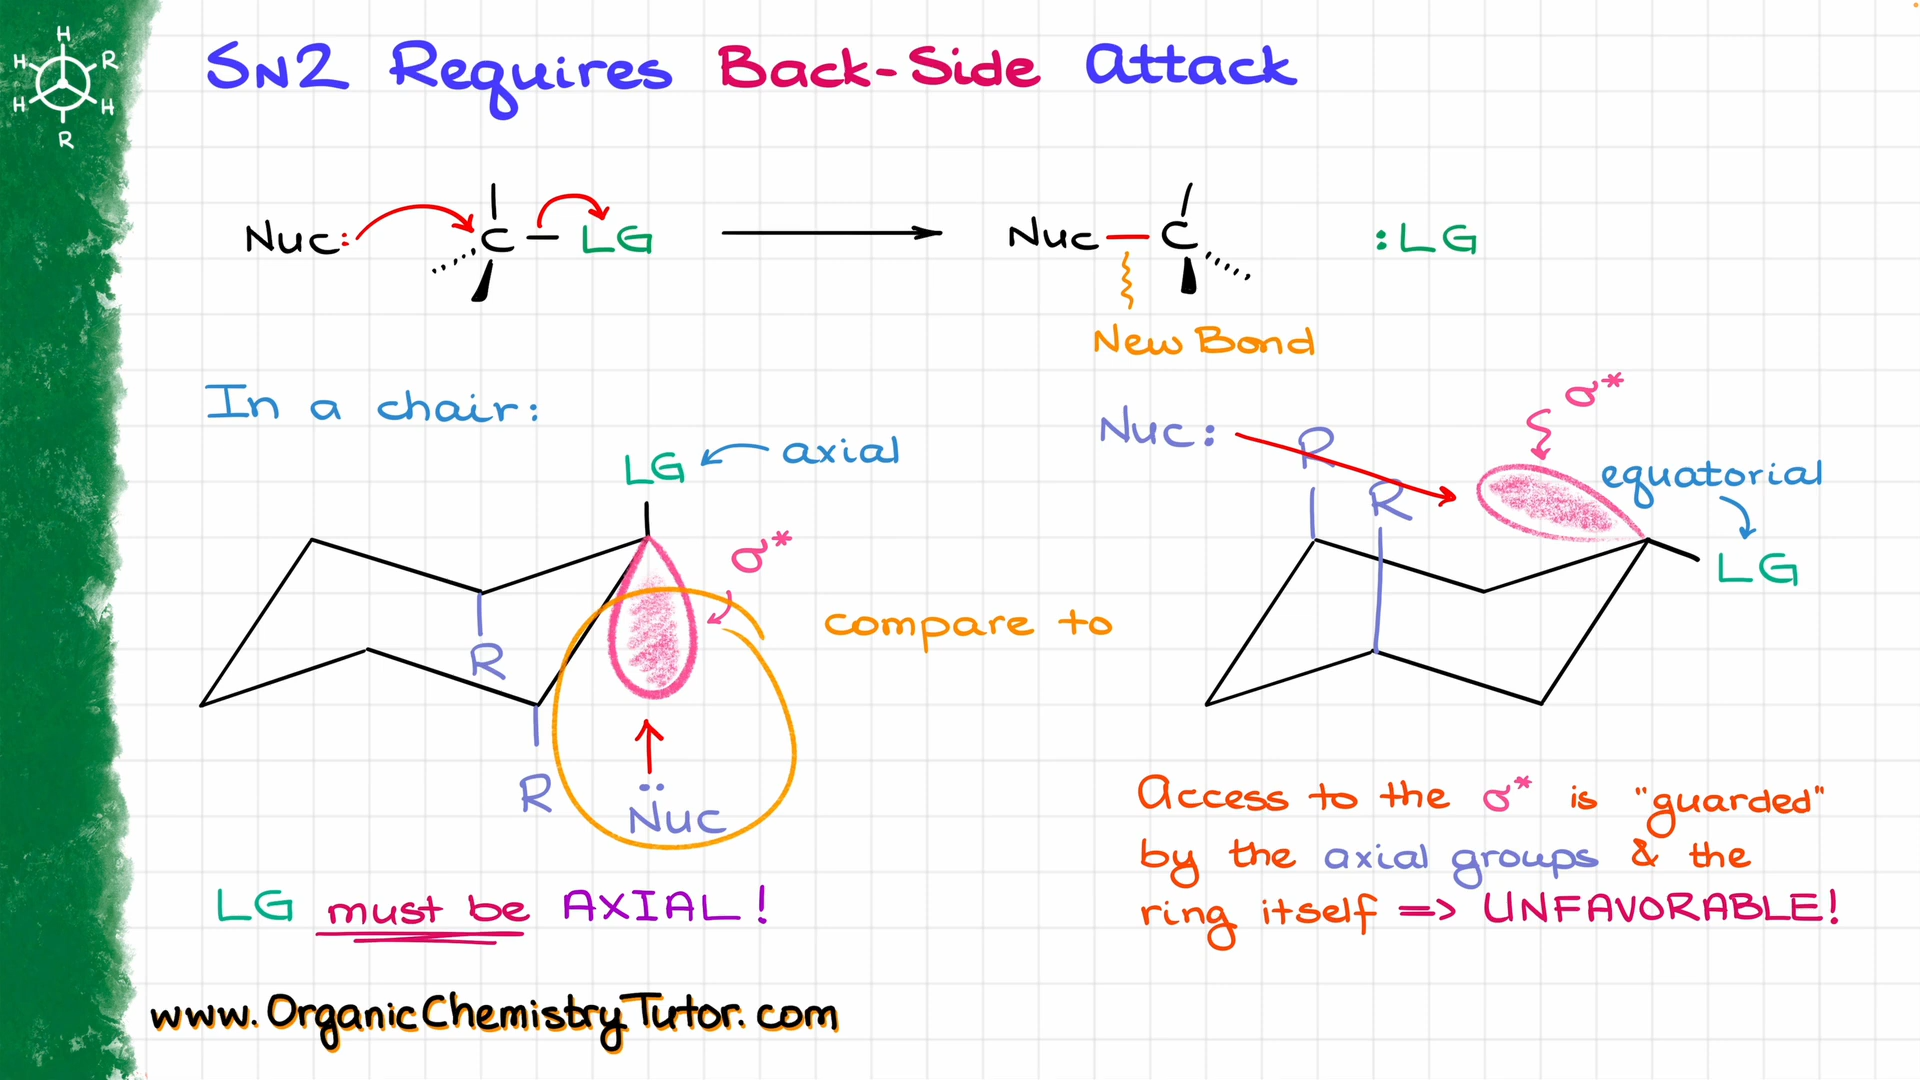 H
H R
H H
R
SN2 Requires Back-Side Attack
Nuc: C - LG Nuc - C :LG
New Bond
In a chair:
LG axial
σ*
R
R
Nuc
compare to
Nuc: R σ*
R equatorial
LG
LG must be AXIAL!
Access to the σ* is "guarded"
by the axial groups & the
ring itself => UNFAVORABLE!
www.OrganicChemistryTutor.com